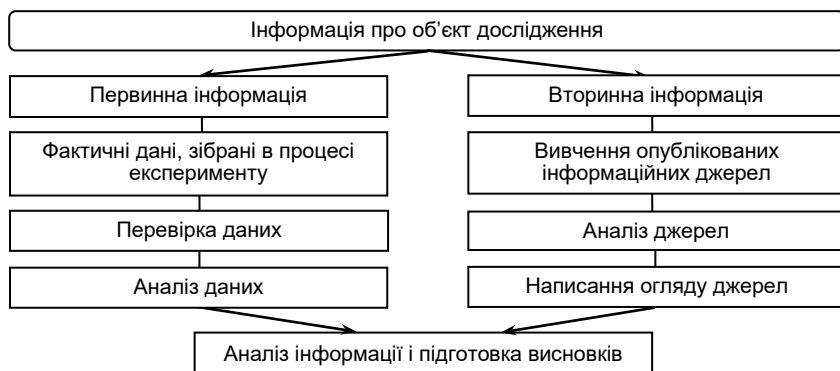 Інформація про об’єкт дослідження
Первинна інформація
Вторинна інформація
Фактичні дані, зібрані в процесі
експерименту
Вивчення опублікованих
інформаційних джерел
Перевірка даних
Аналіз джерел
Аналіз даних
Написання огляду джерел
Аналіз інформації і підготовка висновків